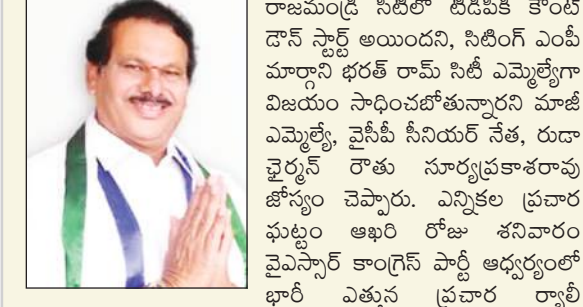 రాజమండ్రి సిటీలో టిడిపికి కౌంట్
డౌన్ స్టార్ట్ అయిందని, సిటింగ్ ఎంపీ
మార్గాని భరత్ రామ్ సిటీ ఎమ్మెల్యేగా
విజయం సాధించబోతున్నారని మాజీ
ఎమ్మెల్యే, వైసీపీ సీనియర్ నేత, రుడా
ఛైర్మన్ రౌతు సూర్యప్రకాశరావు
జోస్యం చెప్పారు. ఎన్నికల ప్రచార
ఘట్టం ఆఖరి రోజు శనివారం
వైఎస్సార్ కాంగ్రెస్ పార్టీ ఆధ్వర్యంలో
భారీ ఎత్తున ప్రచార ర్యాలీ